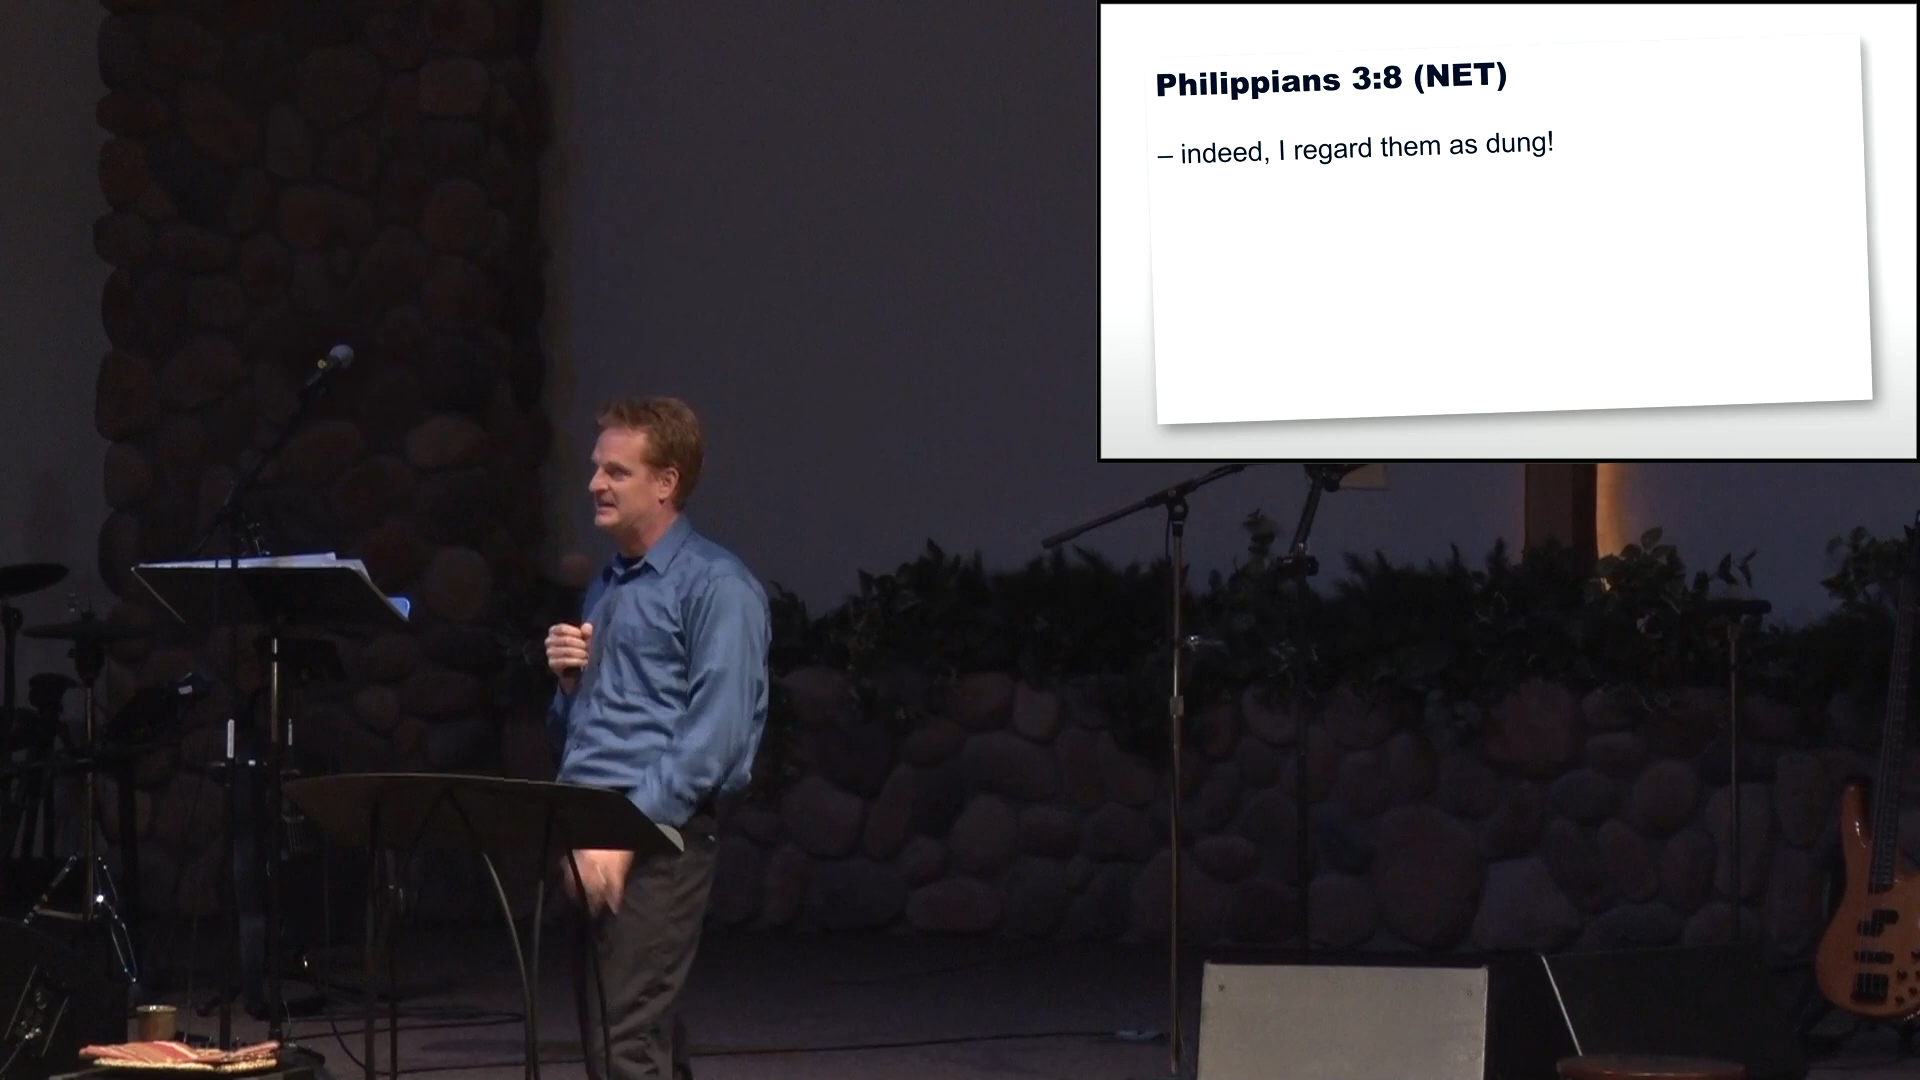 Philippians 3:8 (NET)
– indeed, I regard them as dung!